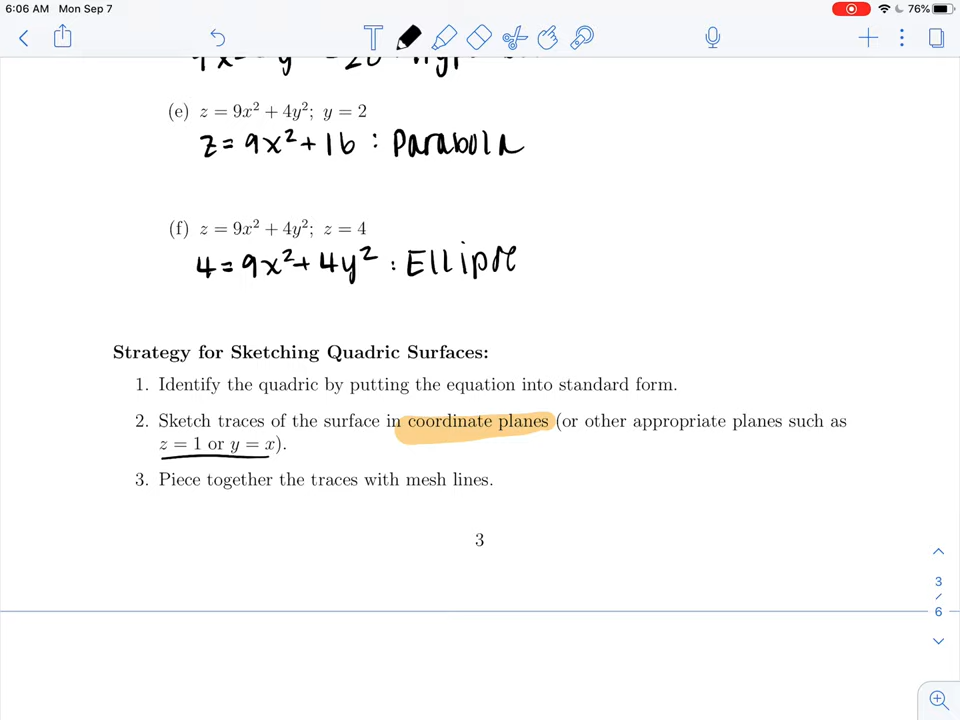 6:06 AM Mon Sep 7
76%
(e) z = 9x² + 4y²; y = 2
z = 9x² + 16 : Parabola
(f) z = 9x² + 4y²; z = 4
4 = 9x² + 4y² : Ellipse
Strategy for Sketching Quadric Surfaces:
1. Identify the quadric by putting the equation into standard form.
2. Sketch traces of the surface in coordinate planes (or other appropriate planes such as
z = 1 or y = x).
3. Piece together the traces with mesh lines.
3
3
/
6